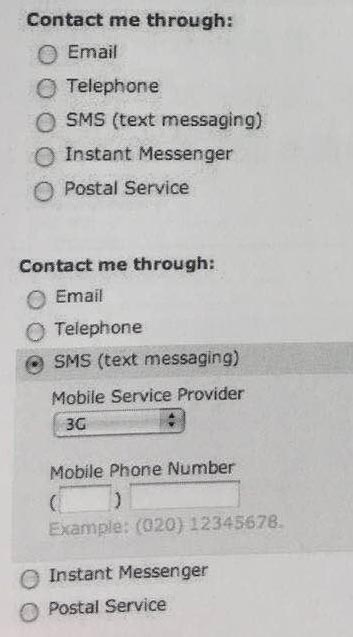 Contact me through:
Email
Telephone
SMS (text messaging)
Instant Messenger
Postal Service
Contact me through:
Email
Telephone
SMS (text messaging)
Mobile Service Provider
3G
Mobile Phone Number
( )
Example: (020) 12345678.
Instant Messenger
Postal Service